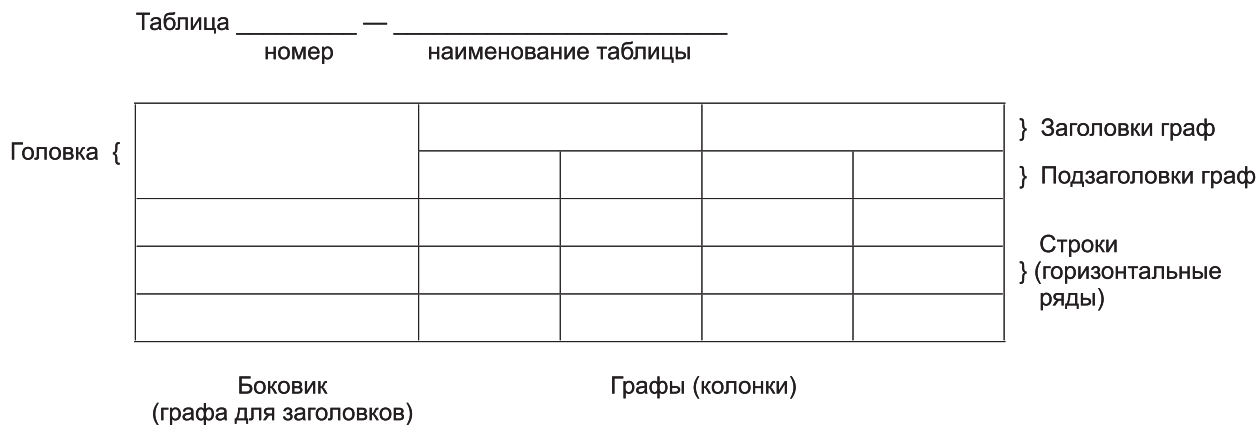 Таблица _________ — _________________________
номер наименование таблицы
} Заголовки граф
Головка {
} Подзаголовки граф
Строки
} (горизонтальные
ряды)
Боковик Графы (колонки)
(графа для заголовков)